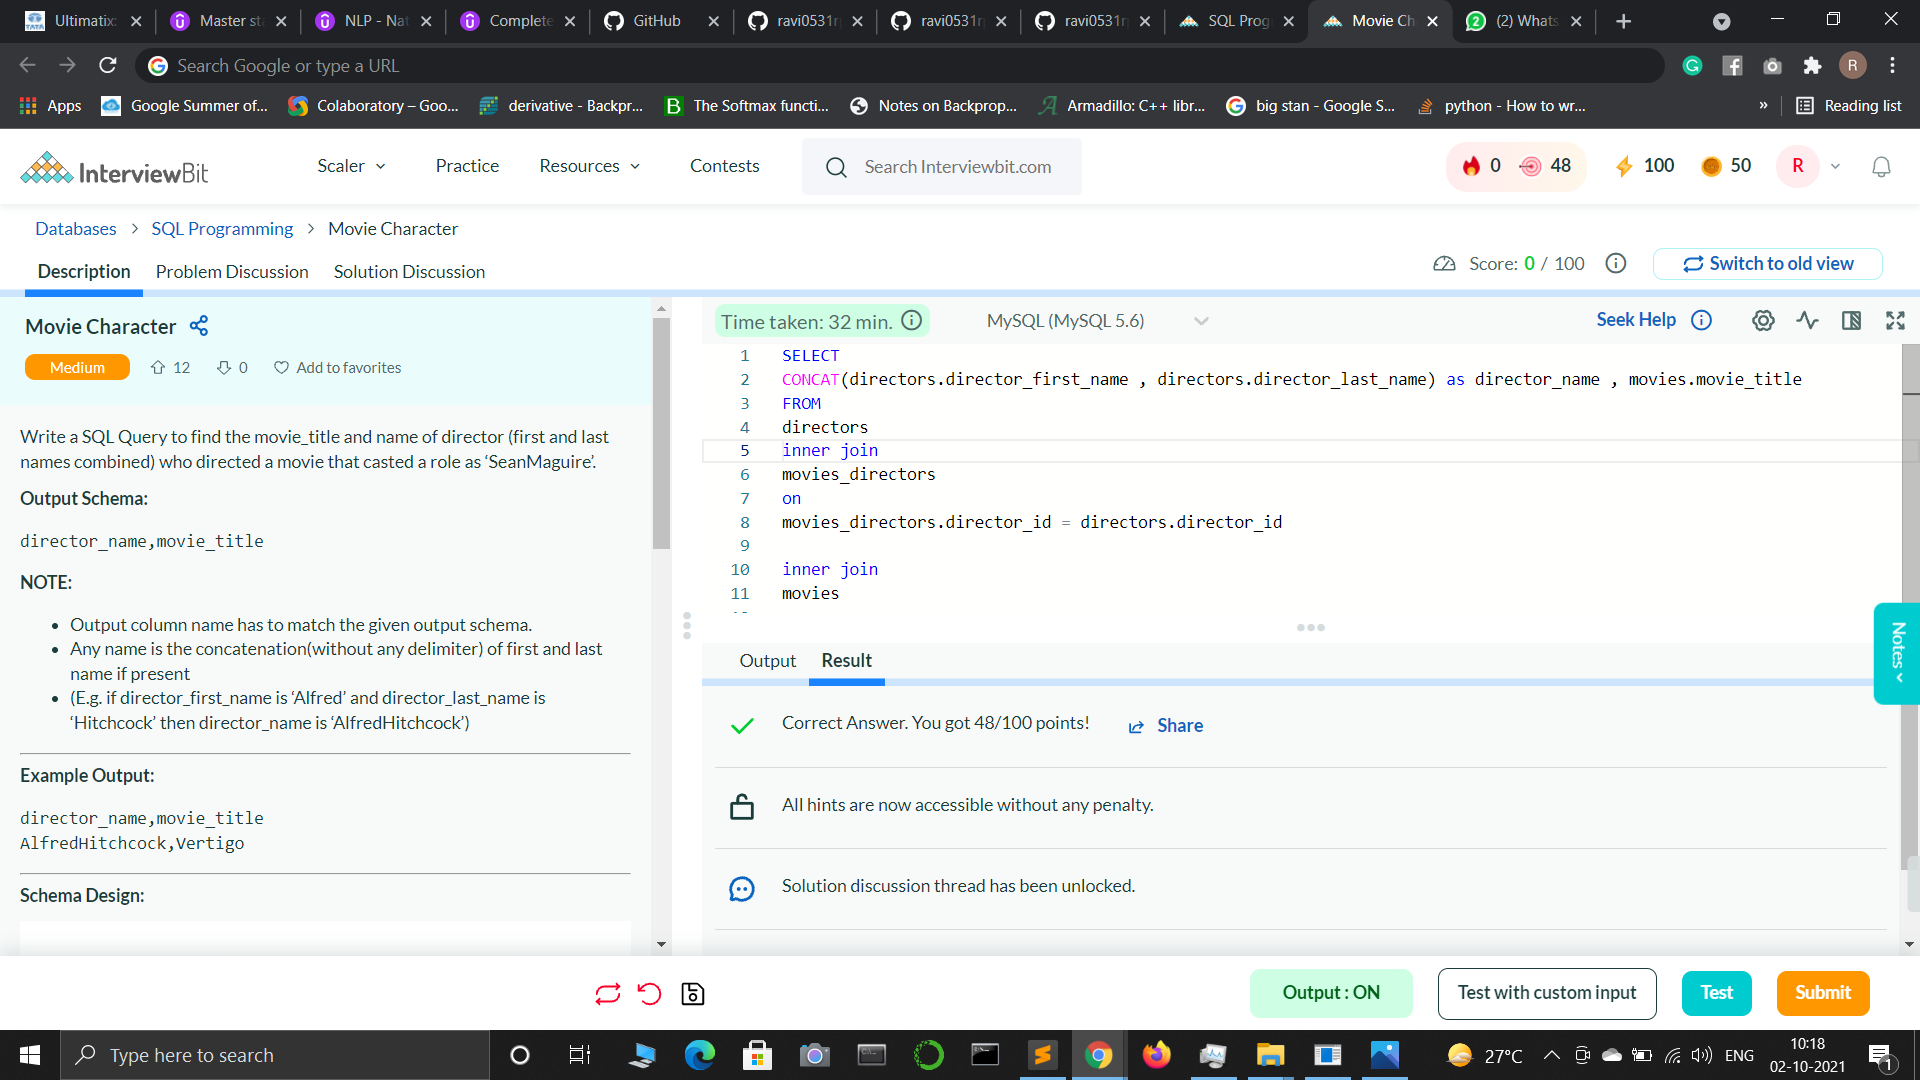 Ultimatix
Master st
NLP - Nat
Complete
GitHub
ravi0531r
ravi0531r
ravi0531r
SQL Prog
Movie Ch
(2) Whats
Search Google or type a URL
R
Apps
Google Summer of...
Colaboratory – Goo...
derivative - Backpr...
The Softmax functi...
Notes on Backprop...
Armadillo: C++ libr...
big stan - Google S...
python - How to wr...
»
Reading list
InterviewBit
Scaler
Practice
Resources
Contests
Search Interviewbit.com
0
48
100
50
R
Databases > SQL Programming > Movie Character
Description
Problem Discussion
Solution Discussion
Score: 0 / 100
Switch to old view
Movie Character
Medium
12
0
Add to favorites
Write a SQL Query to find the movie_title and name of director (first and last
names combined) who directed a movie that casted a role as ‘SeanMaguire’.
Output Schema:
director_name,movie_title
NOTE:
• Output column name has to match the given output schema.
• Any name is the concatenation(without any delimiter) of first and last
name if present
• (E.g. if director_first_name is ‘Alfred’ and director_last_name is
‘Hitchcock’ then director_name is ‘AlfredHitchcock’)
Example Output:
director_name,movie_title
AlfredHitchcock,Vertigo
Schema Design:
Time taken: 32 min.
MySQL (MySQL 5.6)
Seek Help
1 SELECT
2 CONCAT(directors.director_first_name , directors.director_last_name) as director_name , movies.movie_title
3 FROM
4 directors
5 inner join
6 movies_directors
7 on
8 movies_directors.director_id = directors.director_id
9
10 inner join
11 movies
Output
Result
Correct Answer. You got 48/100 points!
Share
All hints are now accessible without any penalty.
Solution discussion thread has been unlocked.
Notes
Output : ON
Test with custom input
Test
Submit
Type here to search
27°C
ENG
10:18
02-10-2021
1